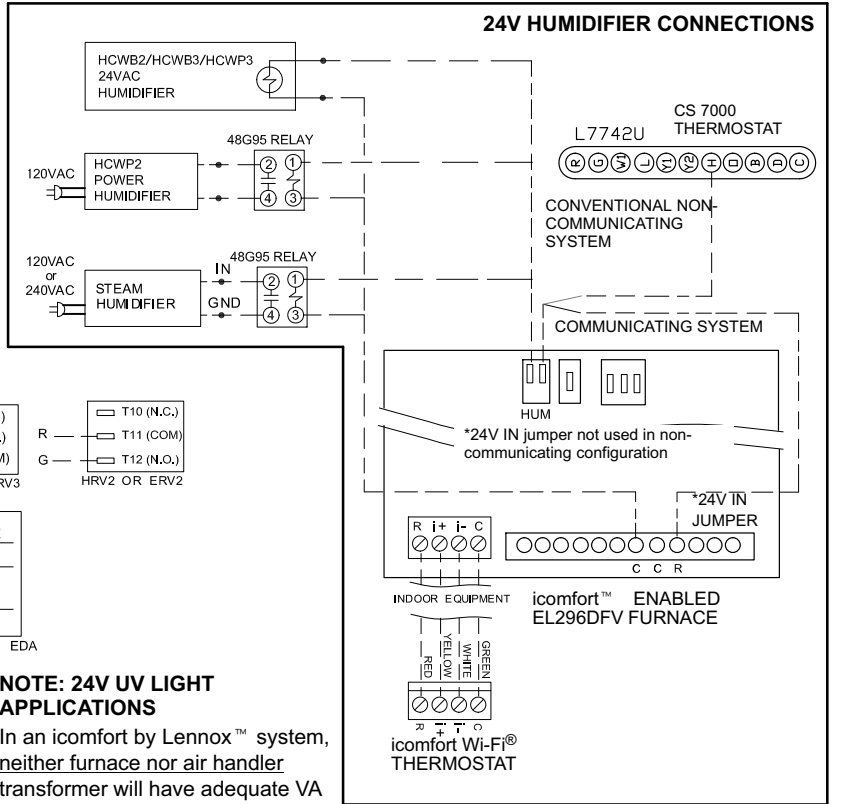 24V HUMIDIFIER CONNECTIONS
HCWB2/HCWB3/HCWP3
24VAC
HUMIDIFIER
48G95 RELAY
120VAC
HCWP2
POWER
HUMIDIFIER
2 1
4 3
CS 7000
THERMOSTAT
L7742U
R G W1 L Y1 Y2 H O B D C
CONVENTIONAL NON-
COMMUNICATING
SYSTEM
120VAC
or
240VAC
STEAM
HUMIDIFIER
IN
GND
48G95 RELAY
2 1
4 3
COMMUNICATING SYSTEM
HUM
*24V IN jumper not used in non-
communicating configuration
*24V IN
JUMPER
R i+ i- C
C C R
INDOOR EQUIPMENT
icomfort™ ENABLED
EL296DFV FURNACE
RED
YELLOW
WHITE
GREEN
R i+ i- C
icomfort Wi-Fi®
THERMOSTAT
)
.)
M)
RV3
R
G
T10 (N.C.)
T11 (COM)
T12 (N.O.)
HRV2 OR ERV2
EDA
NOTE: 24V UV LIGHT
APPLICATIONS
In an icomfort by Lennox™ system,
neither furnace nor air handler
transformer will have adequate VA